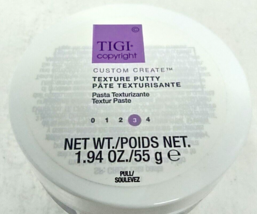 TIGI
copyright
©
CUSTOM CREATE™
TEXTURE PUTTY
PÂTE TEXTURISANTE
Pasta Texturizante
Textur Paste
0 1 2 3 4
NET WT./POIDS NET.
1.94 OZ./55 g ℮
PULL/
SOULEVEZ